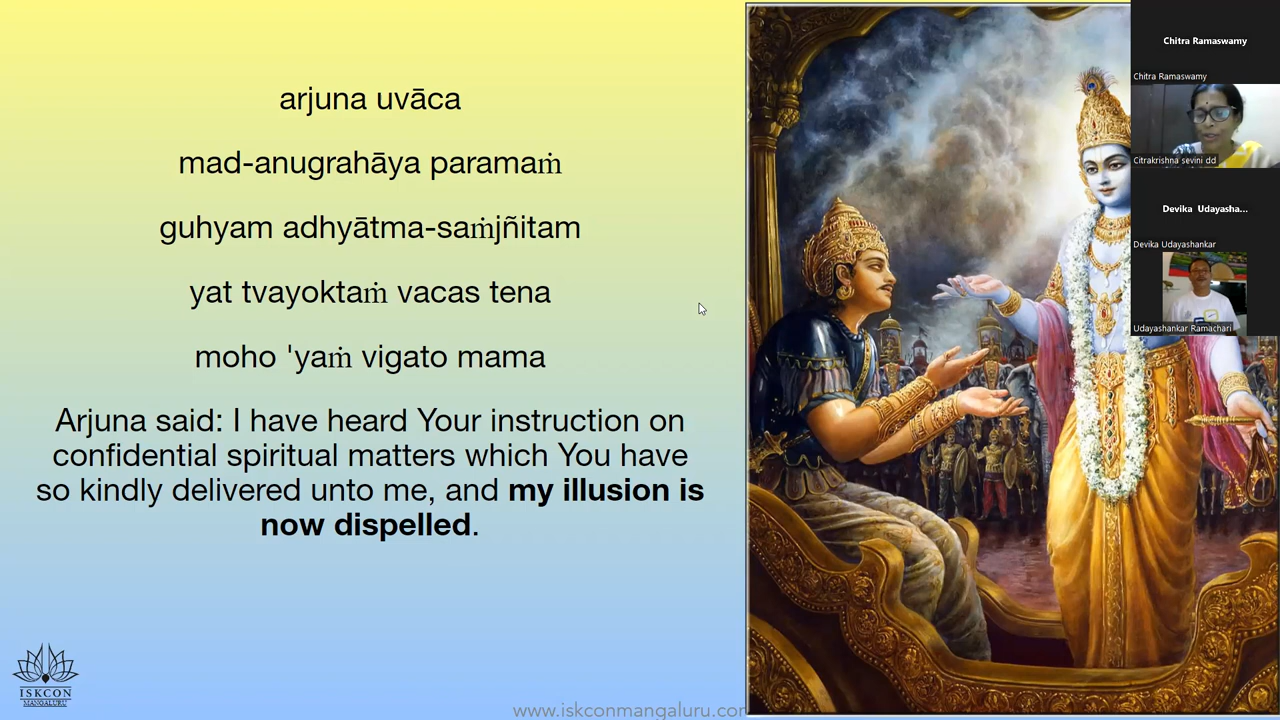 arjuna uvāca
mad-anugrahāya paramaṁ
guhyam adhyātma-saṁjñitam
yat tvayoktaṁ vacas tena
moho 'yaṁ vigato mama
Arjuna said: I have heard Your instruction on
confidential spiritual matters which You have
so kindly delivered unto me, and my illusion is
now dispelled.
ISKCON
MANGALURU
www.iskconmangaluru.com
Chitra Ramaswamy
Chitra Ramaswamy
Citrakrishna sevini dd
Devika Udayasha...
Devika Udayashankar
Udayashankar Ramachari